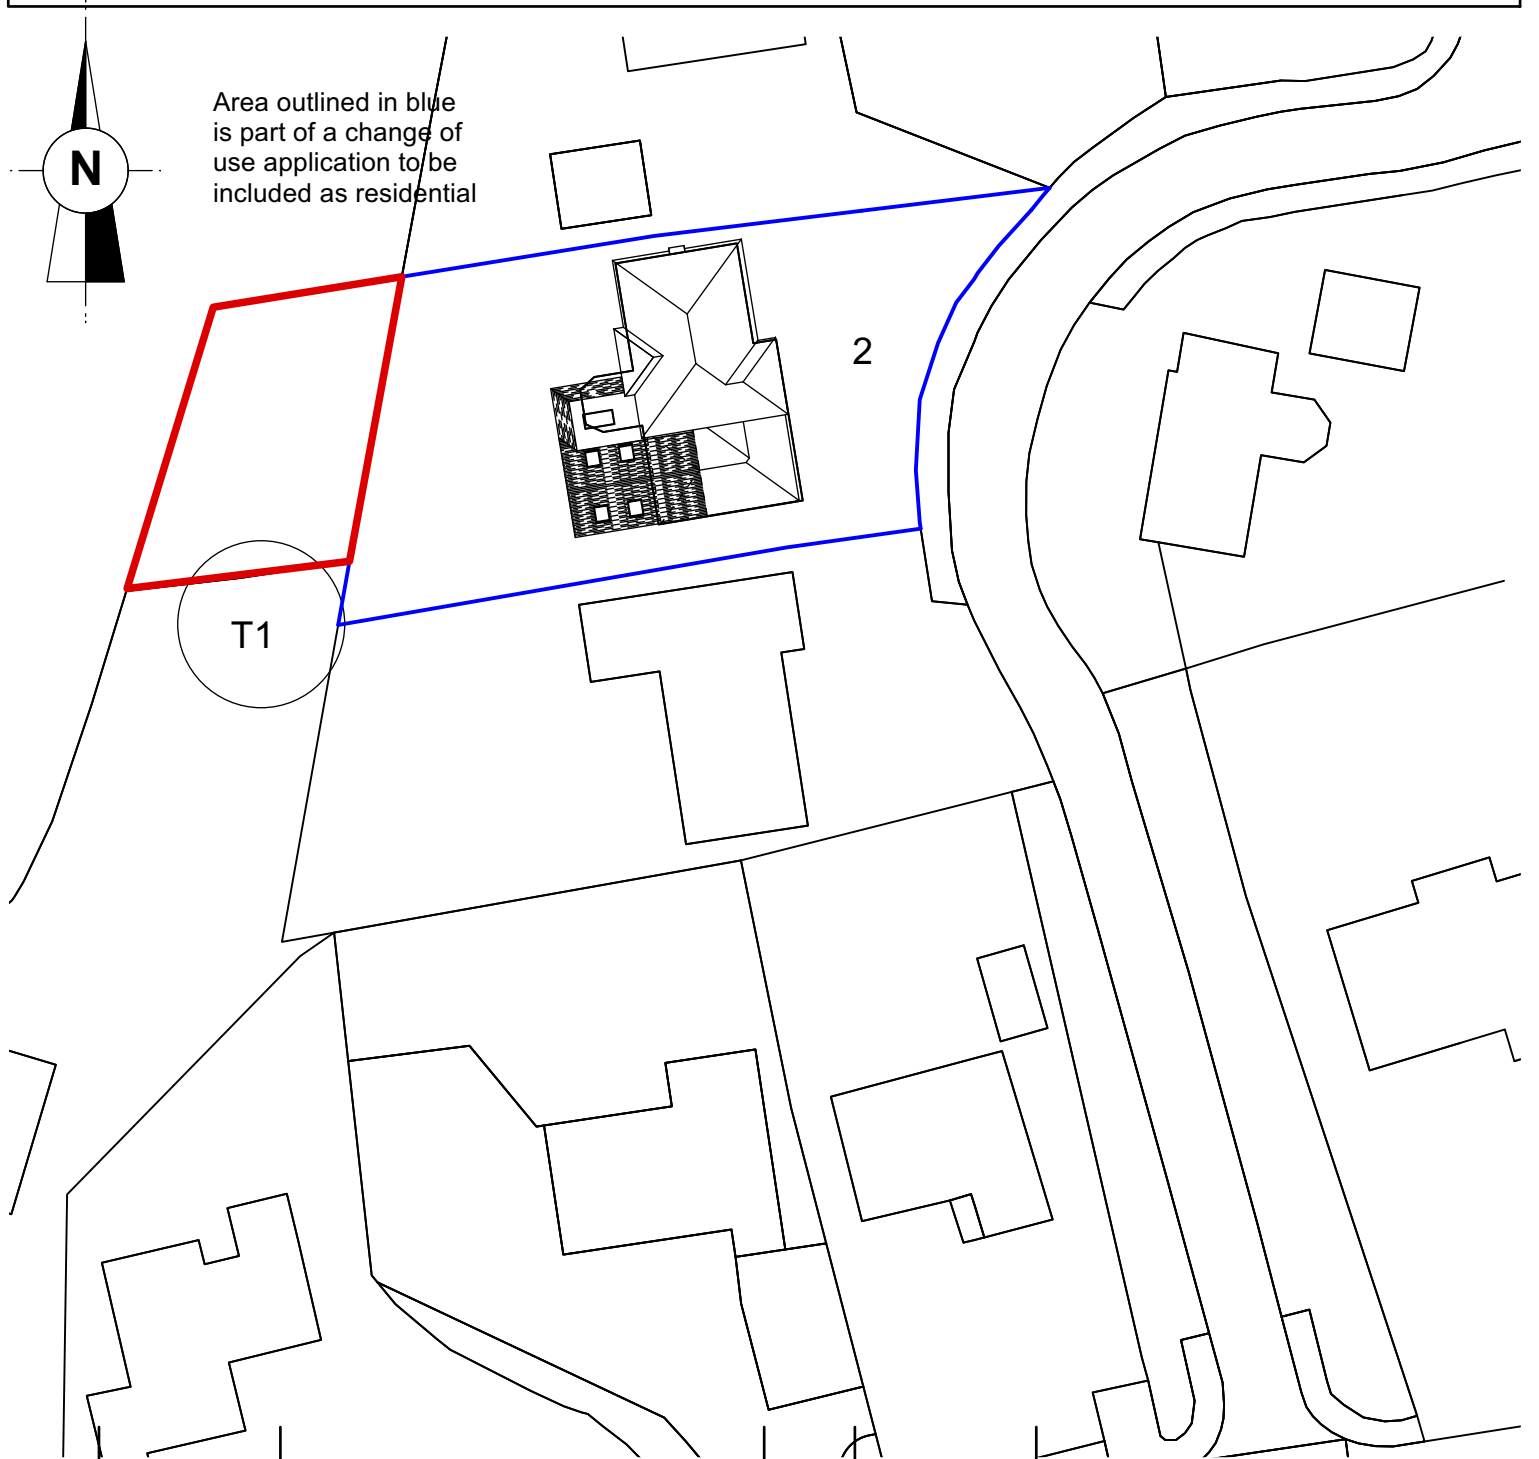 N
Area outlined in blue
is part of a change of
use application to be
included as residential
2
T1